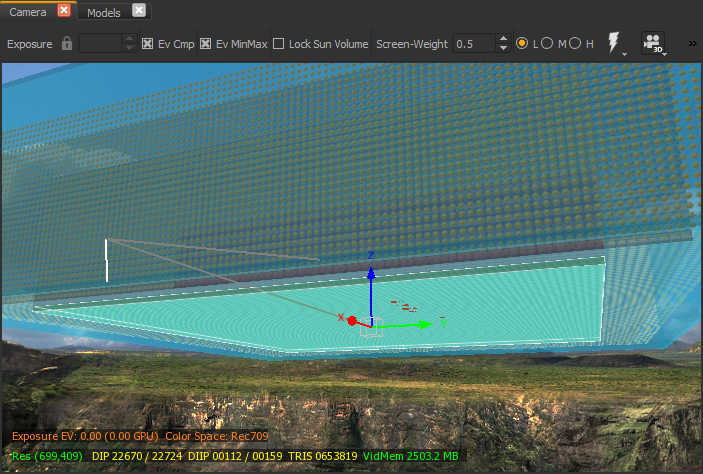 Camera Models
Exposure Ev Cmp Ev MinMax Lock Sun Volume Screen-Weight 0.5 L M H 3D »
Z
X Y
Exposure EV: 0.00 (0.00 GPU) Color Space: Rec709
Res (699,409) DIP 22670 / 22724 DIIP 00112 / 00159 TRIS 0653819 VidMem 2503.2 MB